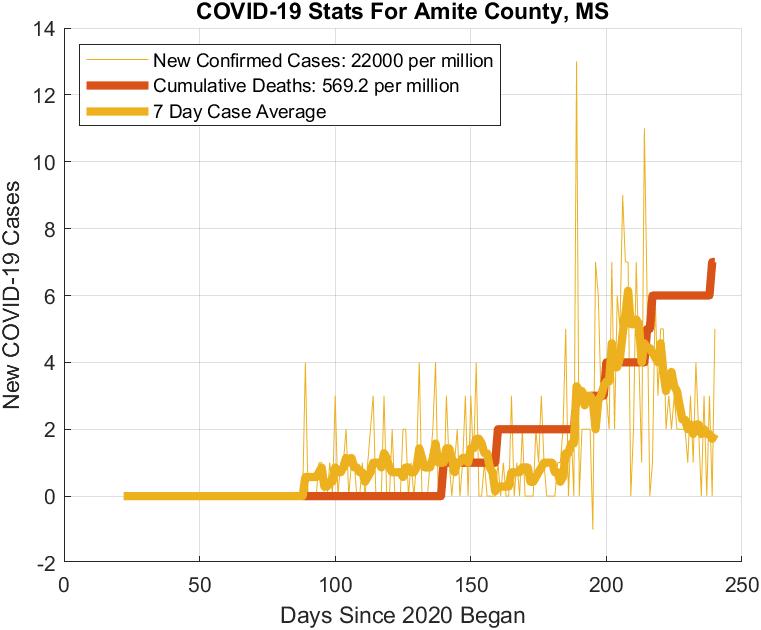 COVID-19 Stats For Amite County, MS
New Confirmed Cases: 22000 per million
Cumulative Deaths: 569.2 per million
7 Day Case Average
New COVID-19 Cases
14
12
10
8
6
4
2
0
-2
0 50 100 150 200 250
Days Since 2020 Began